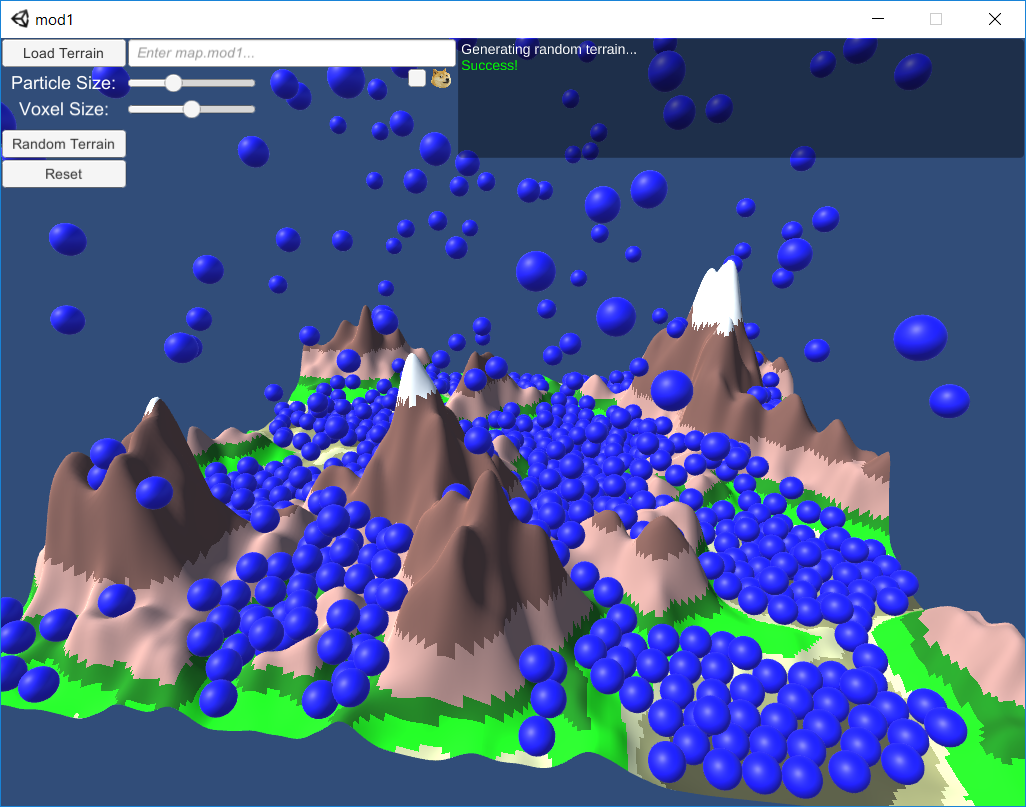 mod1
Load Terrain
Enter map.mod1...
Particle Size:
Voxel Size:
Random Terrain
Reset
Generating random terrain...
Success!